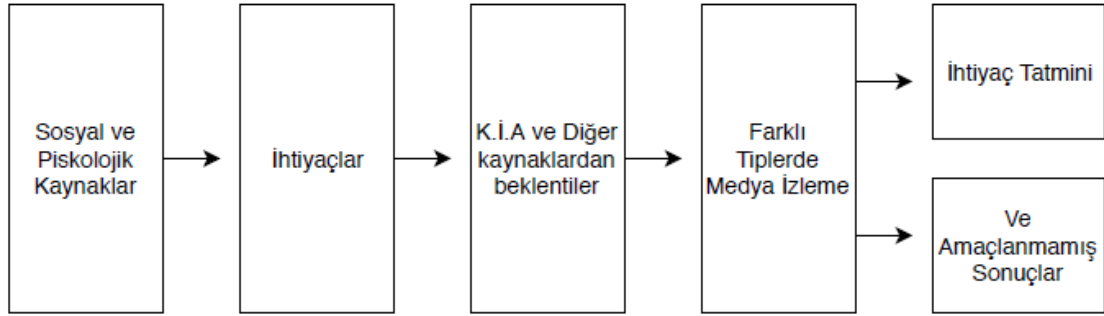 Sosyal ve
Piskolojik
Kaynaklar
İhtiyaçlar
K.İ.A ve Diğer
kaynaklardan
beklentiler
Farklı
Tiplerde
Medya İzleme
İhtiyaç Tatmini
Ve
Amaçlanmamış
Sonuçlar